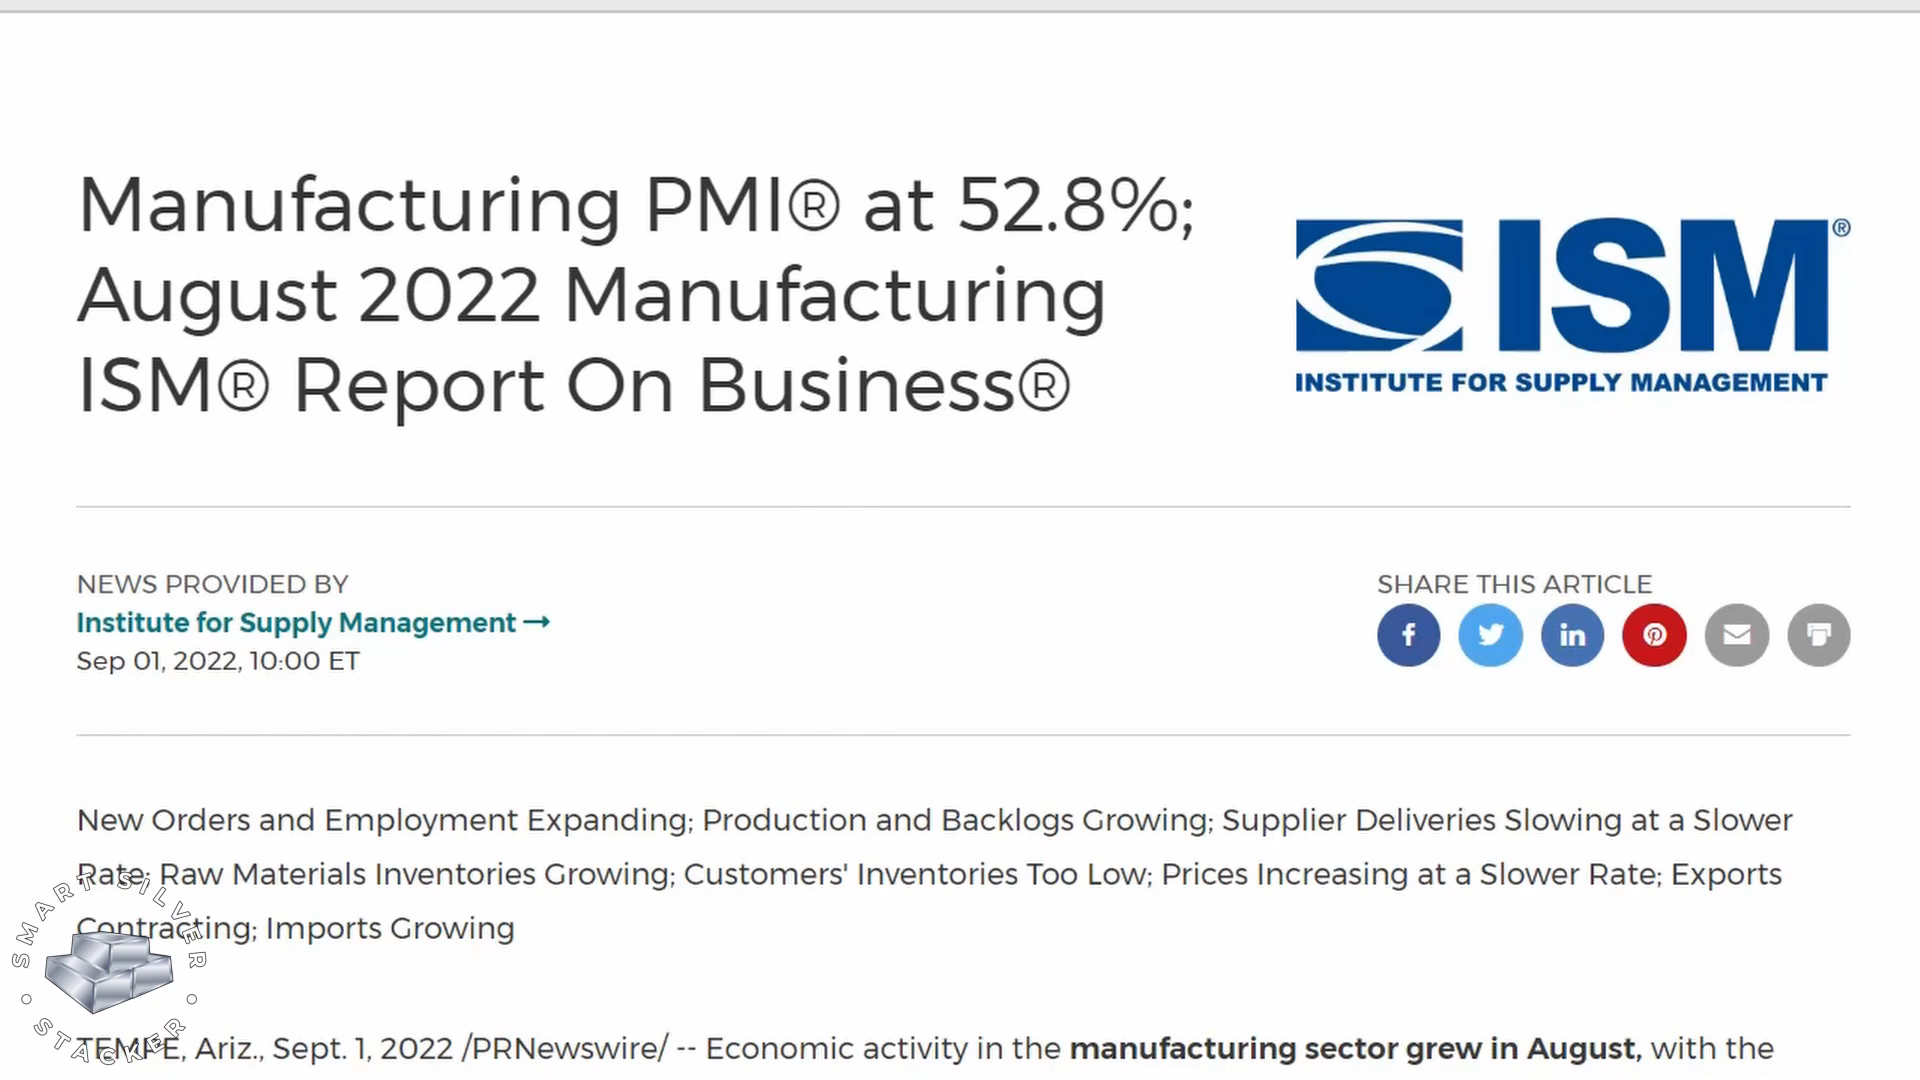 Manufacturing PMI® at 52.8%;
August 2022 Manufacturing
ISM® Report On Business®
ISM®
INSTITUTE FOR SUPPLY MANAGEMENT
NEWS PROVIDED BY
Institute for Supply Management →
Sep 01, 2022, 10:00 ET
SHARE THIS ARTICLE
New Orders and Employment Expanding; Production and Backlogs Growing; Supplier Deliveries Slowing at a Slower
Rate; Raw Materials Inventories Growing; Customers' Inventories Too Low; Prices Increasing at a Slower Rate; Exports
Contracting; Imports Growing
TEMPE, Ariz., Sept. 1, 2022 /PRNewswire/ -- Economic activity in the manufacturing sector grew in August, with the
SMART SILVER
STACKER